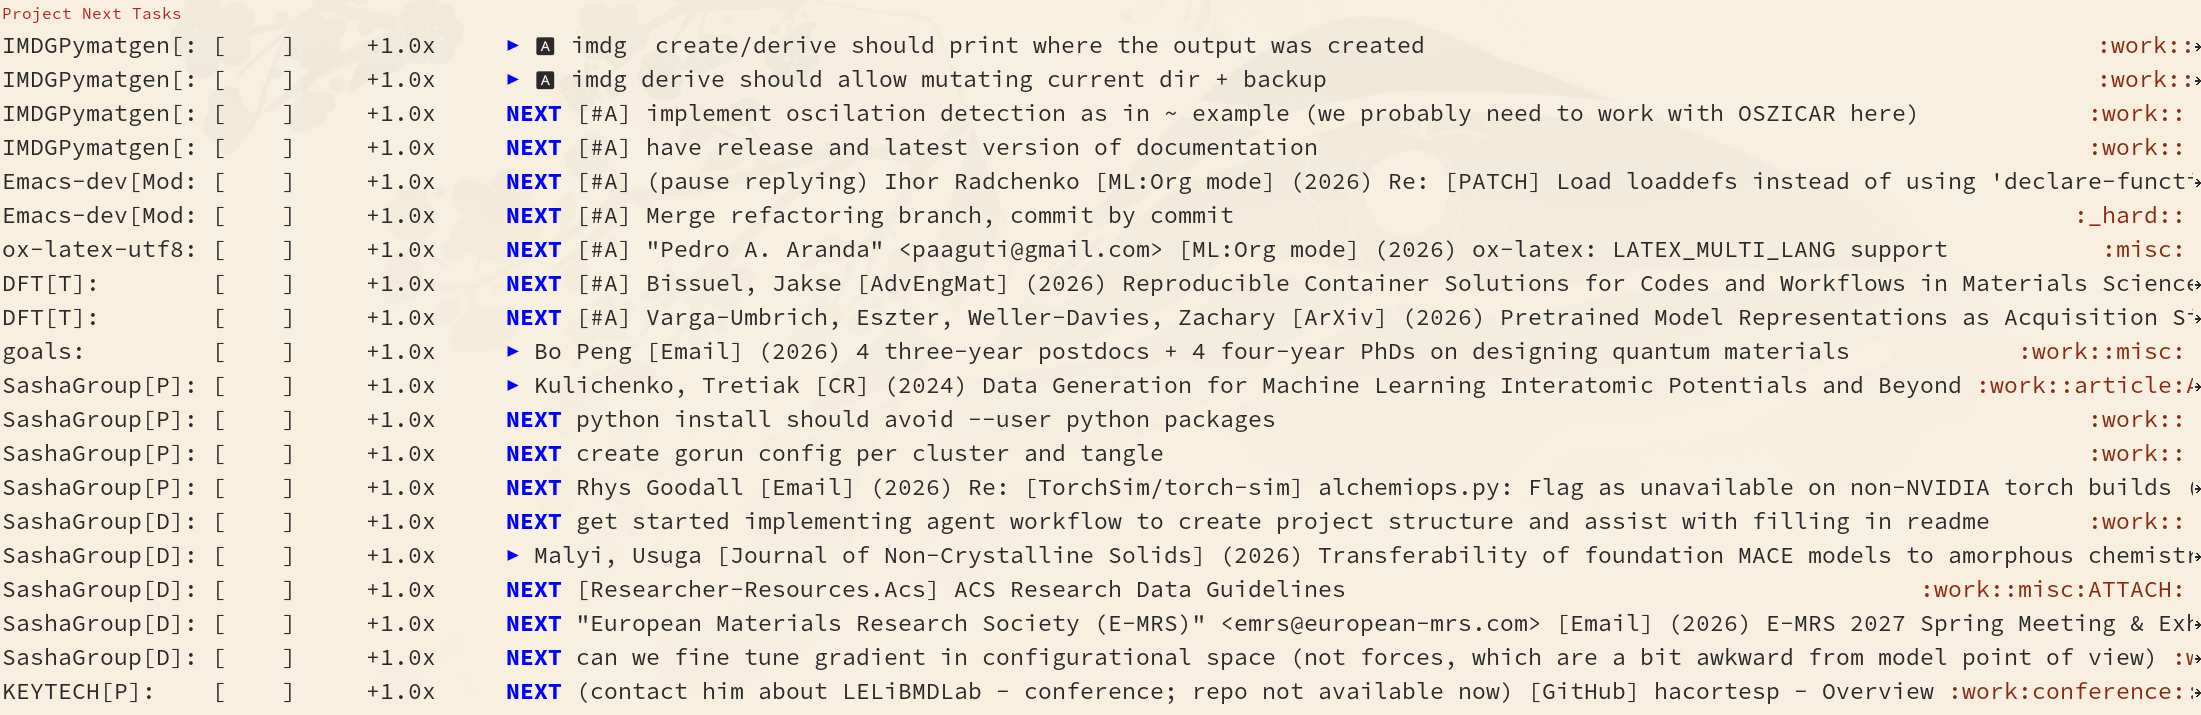 Project Next Tasks
IMDGPymatgen[: [    ]     +1.0x     ▶ A imdg  create/derive should print where the output was created :work::
IMDGPymatgen[: [    ]     +1.0x     ▶ A imdg derive should allow mutating current dir + backup :work::
IMDGPymatgen[: [    ]     +1.0x     NEXT [#A] implement oscilation detection as in ~ example (we probably need to work with OSZICAR here) :work::
IMDGPymatgen[: [    ]     +1.0x     NEXT [#A] have release and latest version of documentation :work::
Emacs-dev[Mod: [    ]     +1.0x     NEXT [#A] (pause replying) Ihor Radchenko [ML:Org mode] (2026) Re: [PATCH] Load loaddefs instead of using 'declare-funct
Emacs-dev[Mod: [    ]     +1.0x     NEXT [#A] Merge refactoring branch, commit by commit :_hard::
ox-latex-utf8: [    ]     +1.0x     NEXT [#A] "Pedro A. Aranda" <paaguti@gmail.com> [ML:Org mode] (2026) ox-latex: LATEX_MULTI_LANG support :misc:
DFT[T]:        [    ]     +1.0x     NEXT [#A] Bissuel, Jakse [AdvEngMat] (2026) Reproducible Container Solutions for Codes and Workflows in Materials Science
DFT[T]:        [    ]     +1.0x     NEXT [#A] Varga-Umbrich, Eszter, Weller-Davies, Zachary [ArXiv] (2026) Pretrained Model Representations as Acquisition
goals:         [    ]     +1.0x     ▶ Bo Peng [Email] (2026) 4 three-year postdocs + 4 four-year PhDs on designing quantum materials :work::misc:
SashaGroup[P]: [    ]     +1.0x     ▶ Kulichenko, Tretiak [CR] (2024) Data Generation for Machine Learning Interatomic Potentials and Beyond :work::article:A
SashaGroup[P]: [    ]     +1.0x     NEXT python install should avoid --user python packages :work::
SashaGroup[P]: [    ]     +1.0x     NEXT create gorun config per cluster and tangle :work::
SashaGroup[P]: [    ]     +1.0x     NEXT Rhys Goodall [Email] (2026) Re: [TorchSim/torch-sim] alchemiops.py: Flag as unavailable on non-NVIDIA torch builds (
SashaGroup[D]: [    ]     +1.0x     NEXT get started implementing agent workflow to create project structure and assist with filling in readme :work::
SashaGroup[D]: [    ]     +1.0x     ▶ Malyi, Usuga [Journal of Non-Crystalline Solids] (2026) Transferability of foundation MACE models to amorphous chemistr
SashaGroup[D]: [    ]     +1.0x     NEXT [Researcher-Resources.Acs] ACS Research Data Guidelines :work::misc:ATTACH:
SashaGroup[D]: [    ]     +1.0x     NEXT "European Materials Research Society (E-MRS)" <emrs@european-mrs.com> [Email] (2026) E-MRS 2027 Spring Meeting & Exh
SashaGroup[D]: [    ]     +1.0x     NEXT can we fine tune gradient in configurational space (not forces, which are a bit awkward from model point of view) :w
KEYTECH[P]:    [    ]     +1.0x     NEXT (contact him about LELiBMDLab - conference; repo not available now) [GitHub] hacortesp - Overview :work:conference::